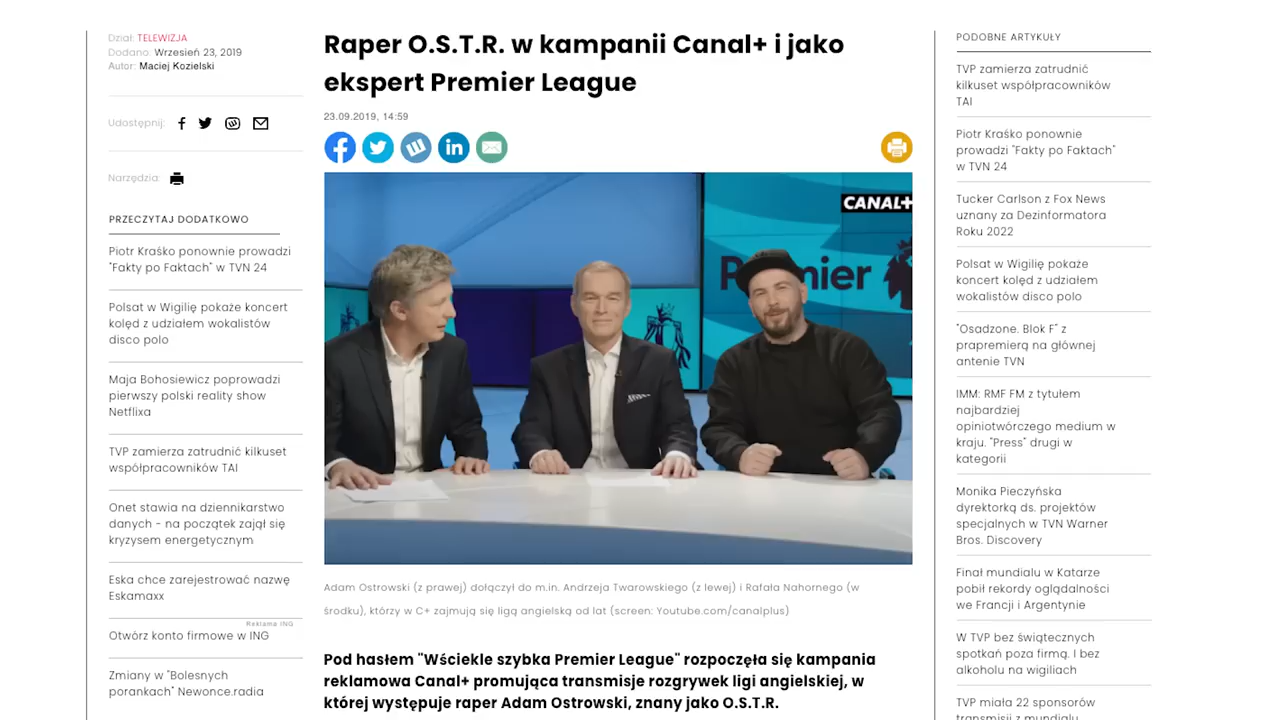 Dział: TELEWIZJA
Dodano: Wrzesień 23, 2019
Autor: Maciej Kozielski
Udostępnij:
Narzędzia:
PRZECZYTAJ DODATKOWO
Piotr Kraśko ponownie prowadzi
"Fakty po Faktach" w TVN 24
Polsat w Wigilię pokaże koncert
kolęd z udziałem wokalistów
disco polo
Maja Bohosiewicz poprowadzi
pierwszy polski reality show
Netflixa
TVP zamierza zatrudnić kilkuset
współpracowników TAI
Onet stawia na dziennikarstwo
danych - na początek zajął się
kryzysem energetycznym
Eska chce zarejestrować nazwę
Eskamaxx
Reklama ING
Otwórz konto firmowe w ING
Zmiany w "Bolesnych
porankach" Newonce.radia
Raper O.S.T.R. w kampanii Canal+ i jako
ekspert Premier League
23.09.2019, 14:59
CANAL+
Premier
Adam Ostrowski (z prawej) dołączył do m.in. Andrzeja Twarowskiego (z lewej) i Rafała Nahornego (w
środku), którzy w C+ zajmują się ligą angielską od lat (screen: Youtube.com/canalplus)
Pod hasłem "Wściekle szybka Premier League" rozpoczęła się kampania
reklamowa Canal+ promująca transmisje rozgrywek ligi angielskiej, w
której występuje raper Adam Ostrowski, znany jako O.S.T.R.
PODOBNE ARTYKUŁY
TVP zamierza zatrudnić
kilkuset współpracowników
TAI
Piotr Kraśko ponownie
prowadzi "Fakty po Faktach"
w TVN 24
Tucker Carlson z Fox News
uznany za Dezinformatora
Roku 2022
Polsat w Wigilię pokaże
koncert kolęd z udziałem
wokalistów disco polo
"Osadzone. Blok F" z
prapremierą na głównej
antenie TVN
IMM: RMF FM z tytułem
najbardziej
opiniotwórczego medium w
kraju. "Press" drugi w
kategorii
Monika Pieczyńska
dyrektorką ds. projektów
specjalnych w TVN Warner
Bros. Discovery
Finał mundialu w Katarze
pobił rekordy oglądalności
we Francji i Argentynie
W TVP bez świątecznych
spotkań poza firmą. I bez
alkoholu na wigiliach
TVP miała 22 sponsorów
transmisji z mundialu